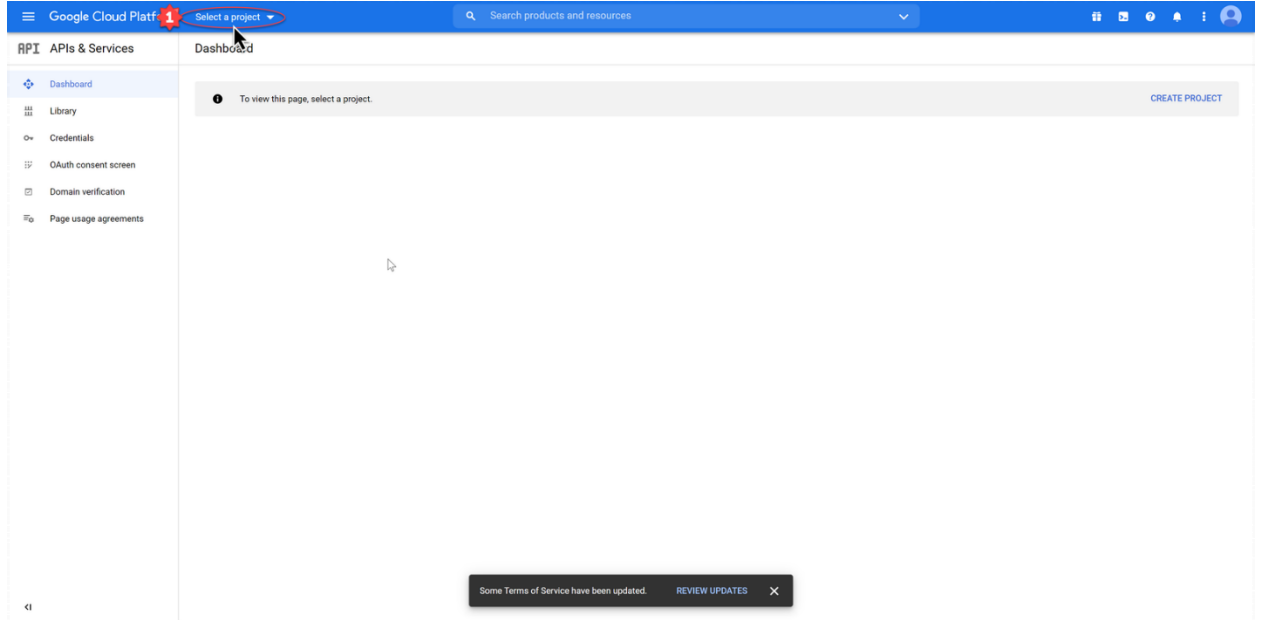 Google Cloud Platf
1
Select a project
Search products and resources
API APIs & Services
Dashboard
Dashboard
To view this page, select a project.
CREATE PROJECT
Library
Credentials
OAuth consent screen
Domain verification
Page usage agreements
Some Terms of Service have been updated.
REVIEW UPDATES